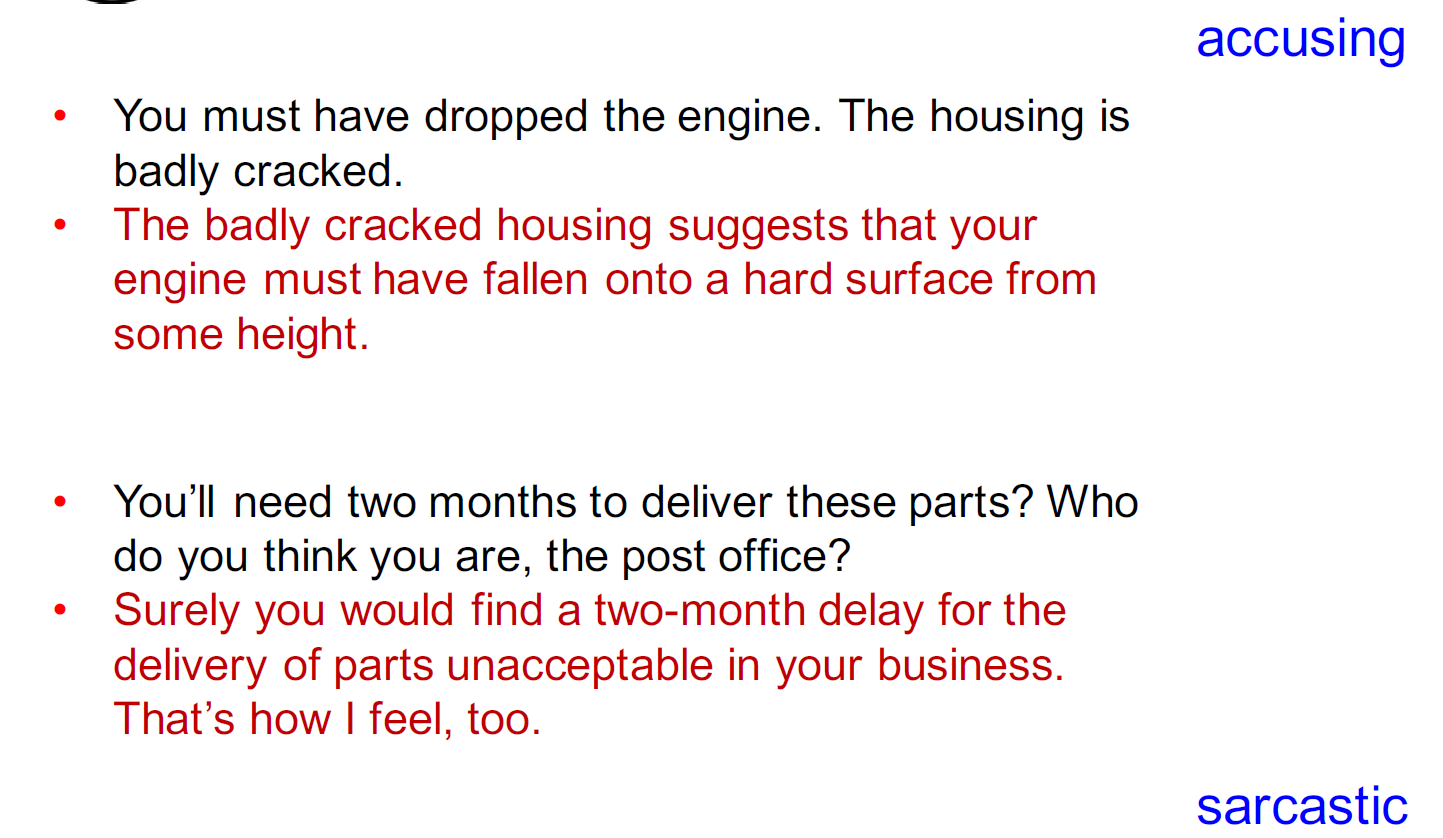 accusing
• You must have dropped the engine. The housing is
badly cracked.
• The badly cracked housing suggests that your
engine must have fallen onto a hard surface from
some height.
• You’ll need two months to deliver these parts? Who
do you think you are, the post office?
• Surely you would find a two-month delay for the
delivery of parts unacceptable in your business.
That’s how I feel, too.
sarcastic